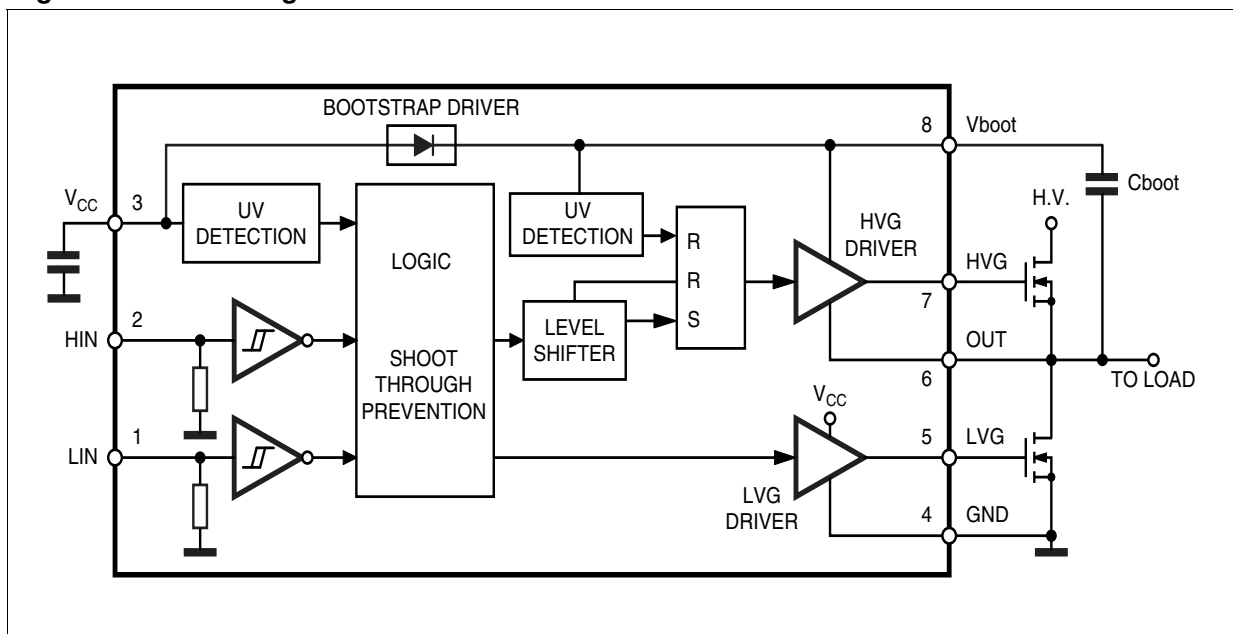 BOOTSTRAP DRIVER
8 Vboot
VCC
3
UV
DETECTION
UV
DETECTION
Cboot
H.V.
HVG
DRIVER
HVG
7
R
R
S
LOGIC
SHOOT
THROUGH
PREVENTION
LEVEL
SHIFTER
2
HIN
OUT
6
TO LOAD
1
LIN
VCC
5 LVG
LVG
DRIVER
4 GND